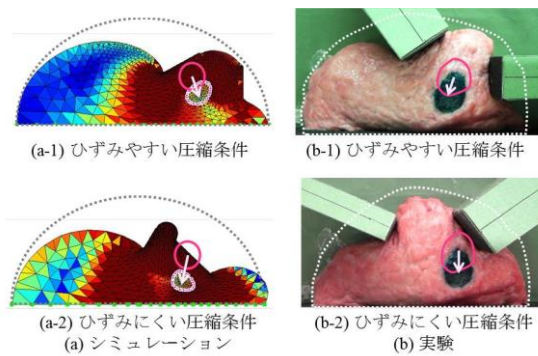 (a-1) ひずみやすい圧縮条件
(b-1) ひずみやすい圧縮条件
(a-2) ひずみにくい圧縮条件
(b-2) ひずみにくい圧縮条件
(a) シミュレーション
(b) 実験